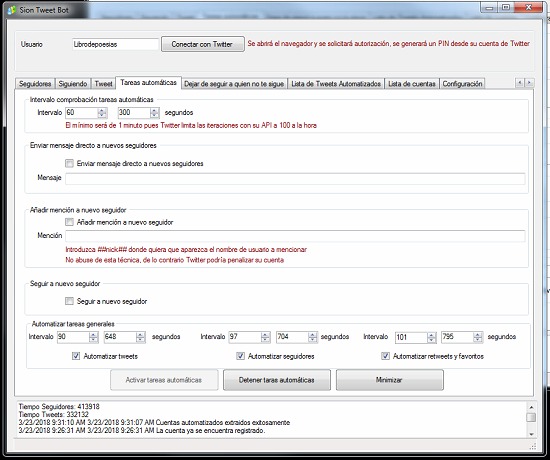 Sion Tweet Bot
Usuario Librodepoesias Conectar con Twitter Se abrirá el navegador y se solicitará autorización, se generará un PIN desde su cuenta de Twitter
Seguidores Siguiendo Tweet Tareas automáticas Dejar de seguir a quien no te sigue Lista de Tweets Automatizados Lista de cuentas Configuración
Intervalo comprobación tareas automáticas
Intervalo 60 300 segundos
El mínimo será de 1 minuto pues Twitter limita las iteraciones con su API a 100 a la hora
Enviar mensaje directo a nuevos seguidores
Enviar mensaje directo a nuevos seguidores
Mensaje
Añadir mención a nuevo seguidor
Añadir mención a nuevo seguidor
Mención
Introduzca ##nick## donde quiera que aparezca el nombre de usuario a mencionar
No abuse de esta técnica, de lo contrario Twitter podría penalizar su cuenta
Seguir a nuevo seguidor
Seguir a nuevo seguidor
Automatizar tareas generales
Intervalo 90 648 segundos Intervalo 97 704 segundos Intervalo 101 795 segundos
Automatizar tweets Automatizar seguidores Automatizar retweets y favoritos
Activar tareas automáticas Detener taras automáticas Minimizar
Tiempo Seguidores: 413918
Tiempo Tweets: 332132
3/23/2018 9:31:10 AM 3/23/2018 9:31:07 AM Cuentas automatizados extraidos exitosamente
3/23/2018 9:26:31 AM 3/23/2018 9:26:31 AM La cuenta ya se encuentra registrado.